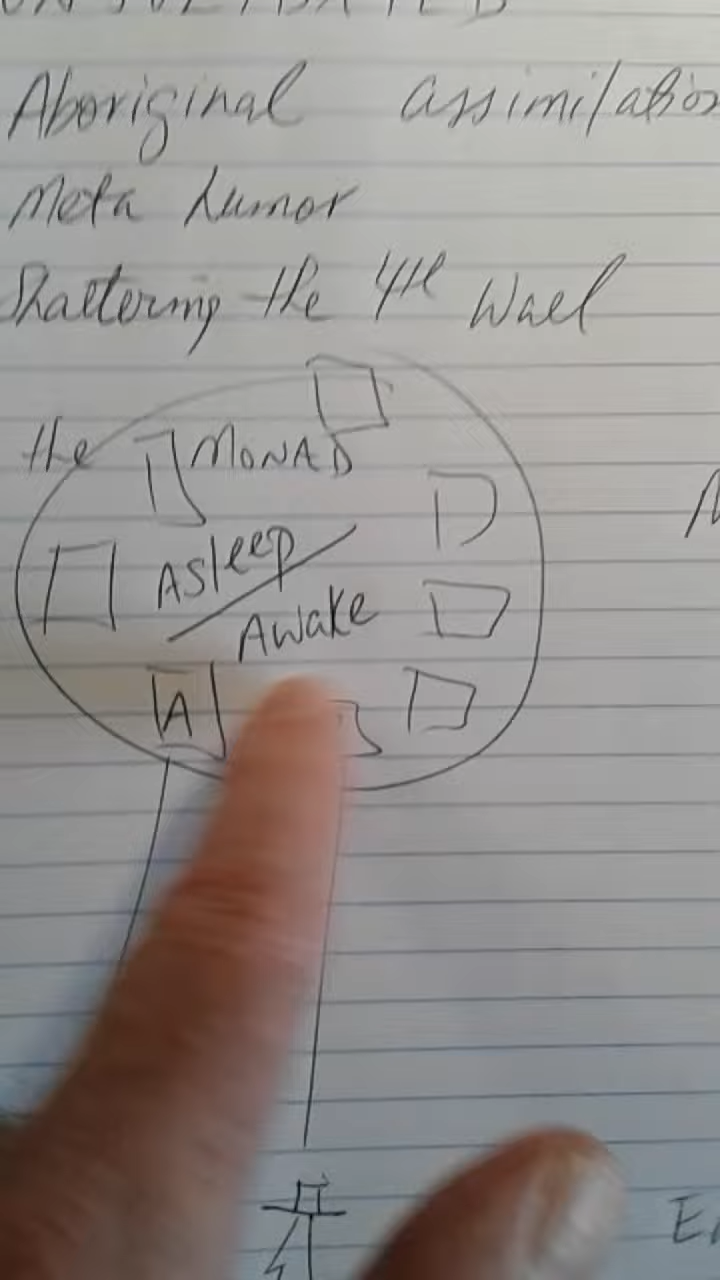 Aboriginal assimilation
Meta humor
Shattering the 4th Wall
the MONAD
Asleep
Awake
A